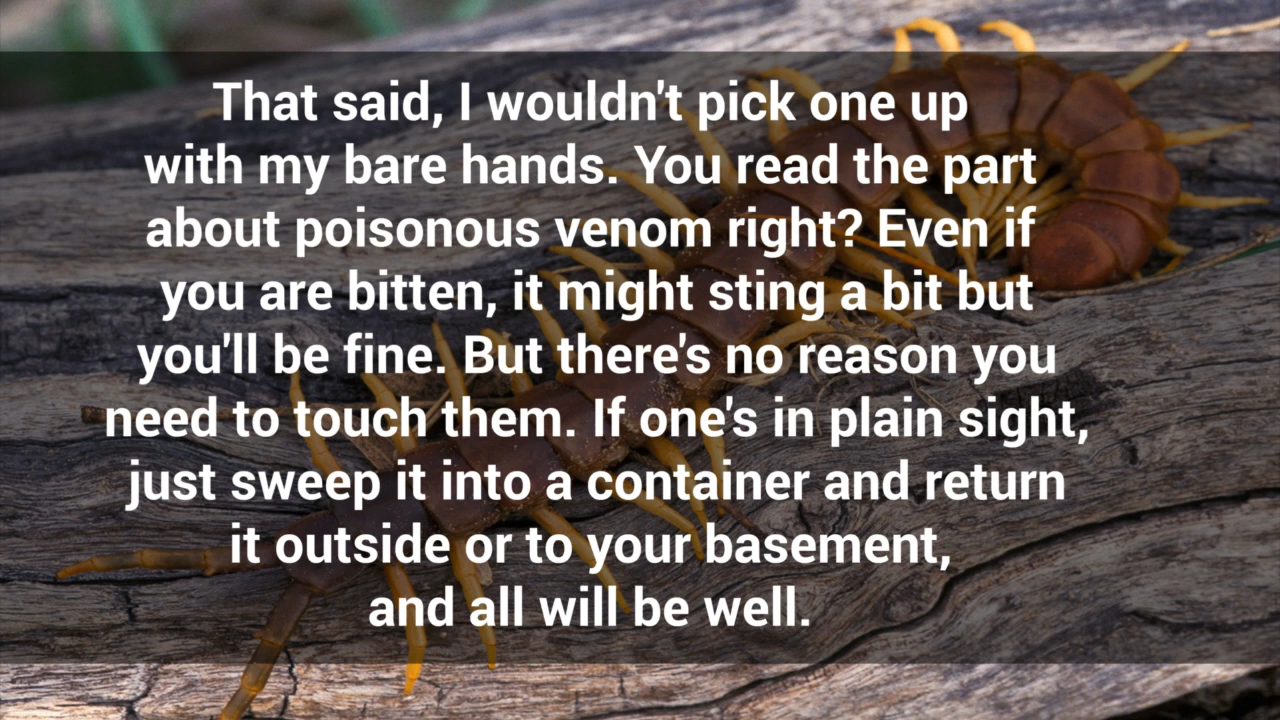 That said, I wouldn't pick one up
with my bare hands. You read the part
about poisonous venom right? Even if
you are bitten, it might sting a bit but
you'll be fine. But there's no reason you
need to touch them. If one's in plain sight,
just sweep it into a container and return
it outside or to your basement,
and all will be well.